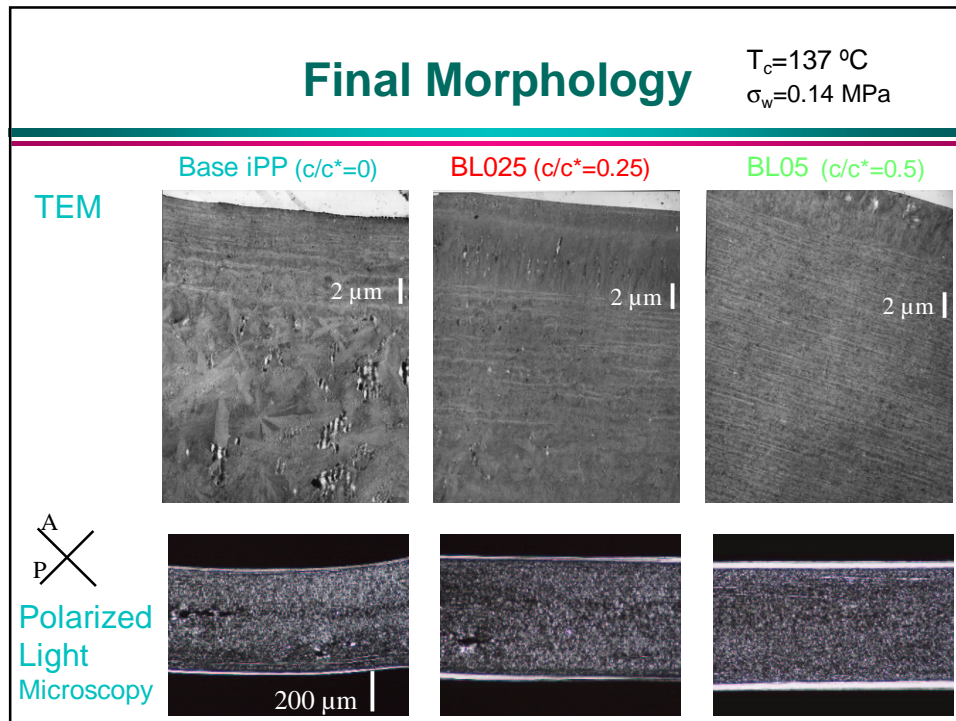 Final Morphology
Tc=137 ºC
σw=0.14 MPa
Base iPP (c/c*=0)
BL025 (c/c*=0.25)
BL05 (c/c*=0.5)
TEM
2 µm
2 µm
2 µm
A
P
Polarized
Light
Microscopy
200 µm